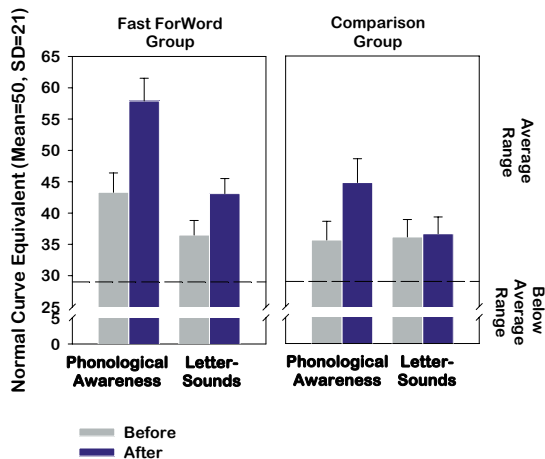 Fast ForWord
Group
Comparison
Group
Normal Curve Equivalent (Mean=50, SD=21)
65
60
55
50
45
40
35
30
25
5
0
Average
Range
Below
Average
Range
Phonological
Awareness
Letter-
Sounds
Phonological
Awareness
Letter-
Sounds
Before
After